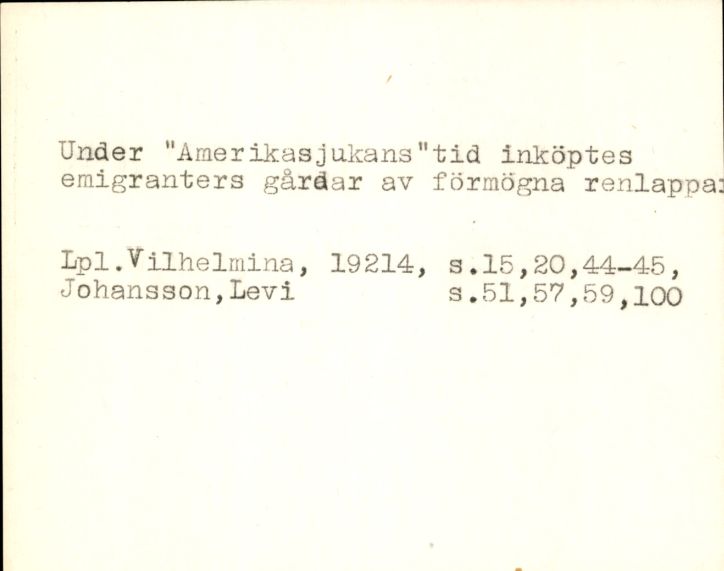 Under "Amerikasjukans"tid inköptes
emigranters gårdar av förmögna renlappar
Lpl.Vilhelmina, 19214, s.15,20,44-45,
Johansson,Levi s.51,57,59,100